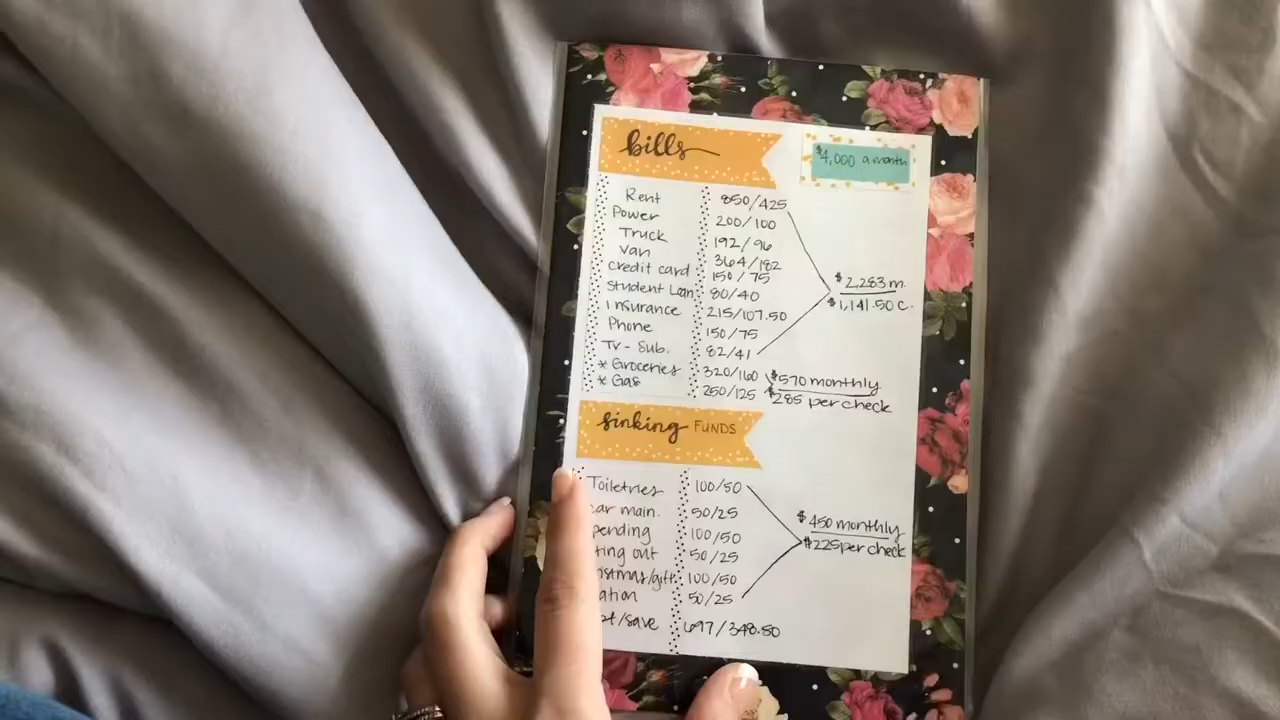 bills
$4,000 a month
Rent 850/425
Power 200/100
Truck 192/96
Van 364/182
credit card 150/75
Student Loan 80/40
Insurance 215/107.50
Phone 150/75
TV - Sub. 82/41
$2,283 m.
$1,141.50 c.
* Groceries 320/160
* Gas 250/125
$570 monthly
$285 per check
sinking FUNDS
Toiletries 100/50
car main. 50/25
pending 100/50
ting out 50/25
istmas/gift 100/50
ation 50/25
$450 monthly
$225 per check
/save 697/348.50